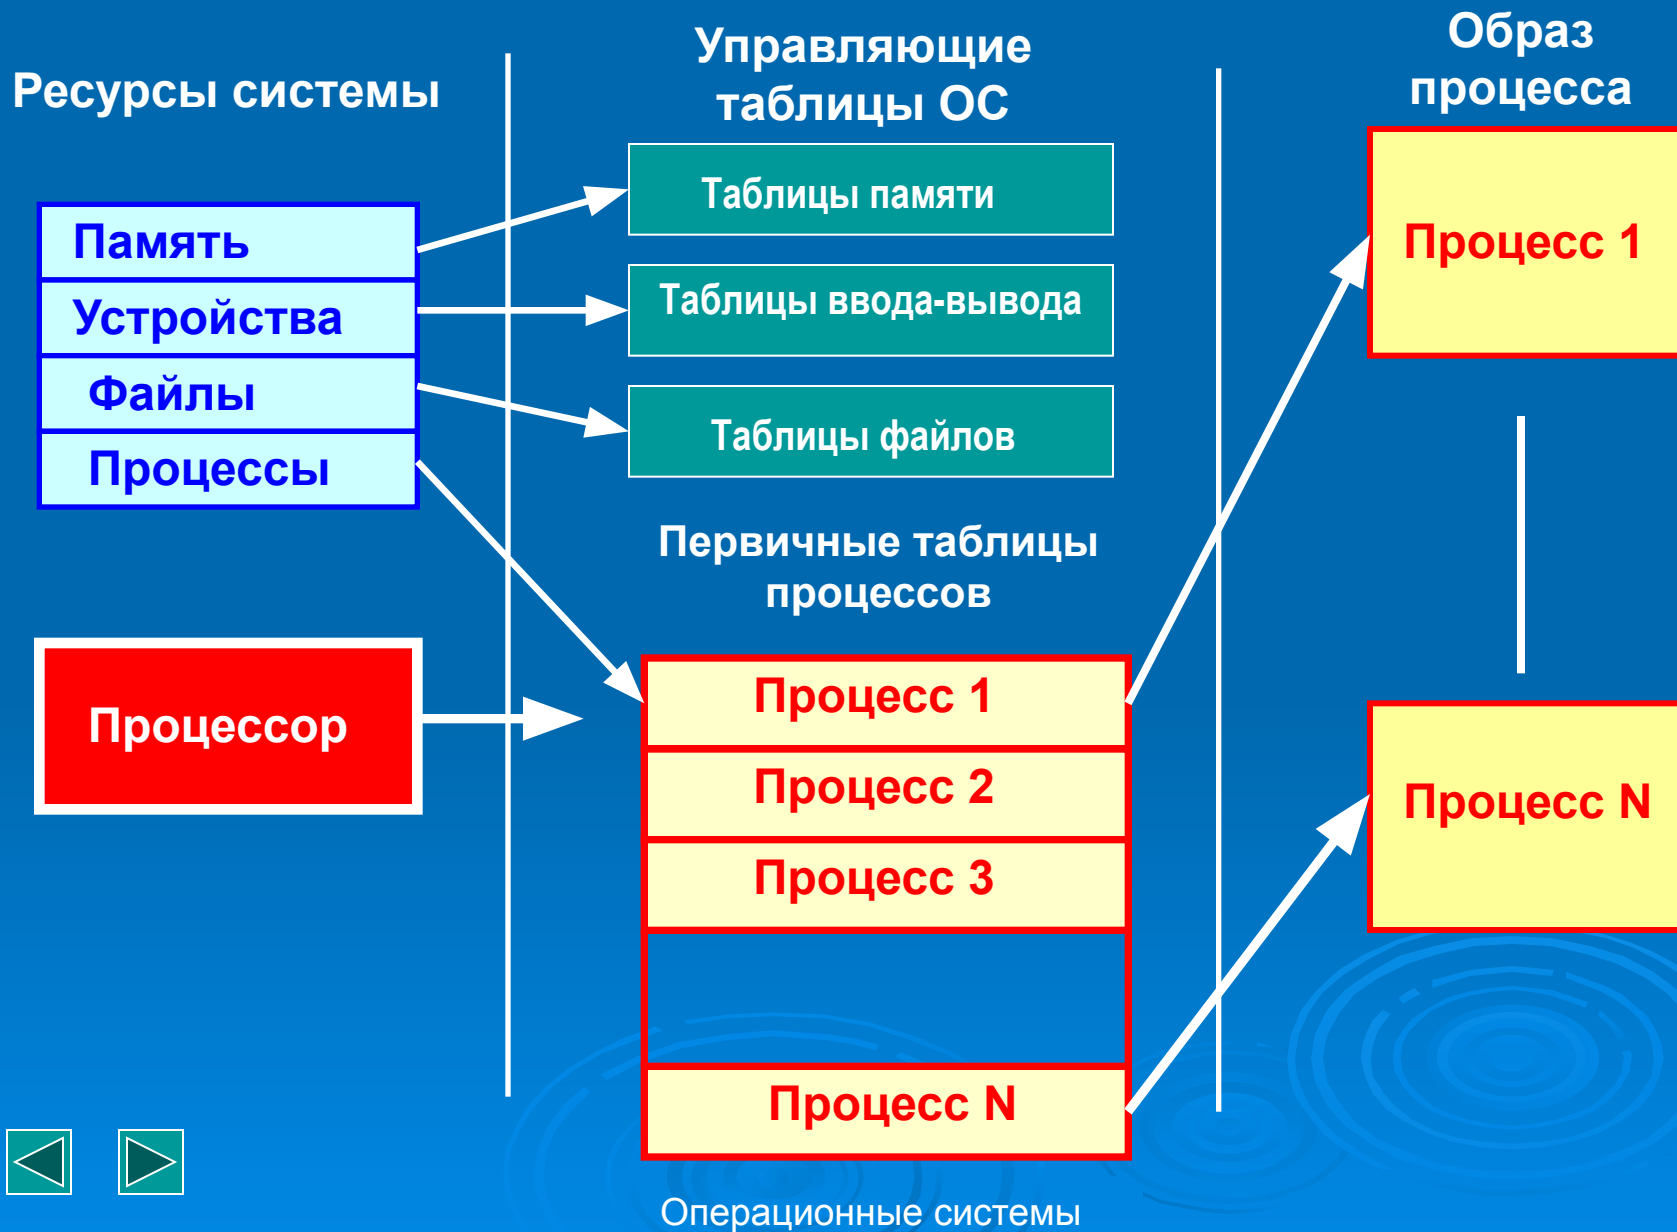 Ресурсы системы
Управляющие
таблицы ОС
Образ
процесса
Память
Устройства
Файлы
Процессы
Процессор
Таблицы памяти
Таблицы ввода-вывода
Таблицы файлов
Первичные таблицы
процессов
Процесс 1
Процесс 2
Процесс 3
Процесс N
Процесс 1
Процесс N
Операционные системы